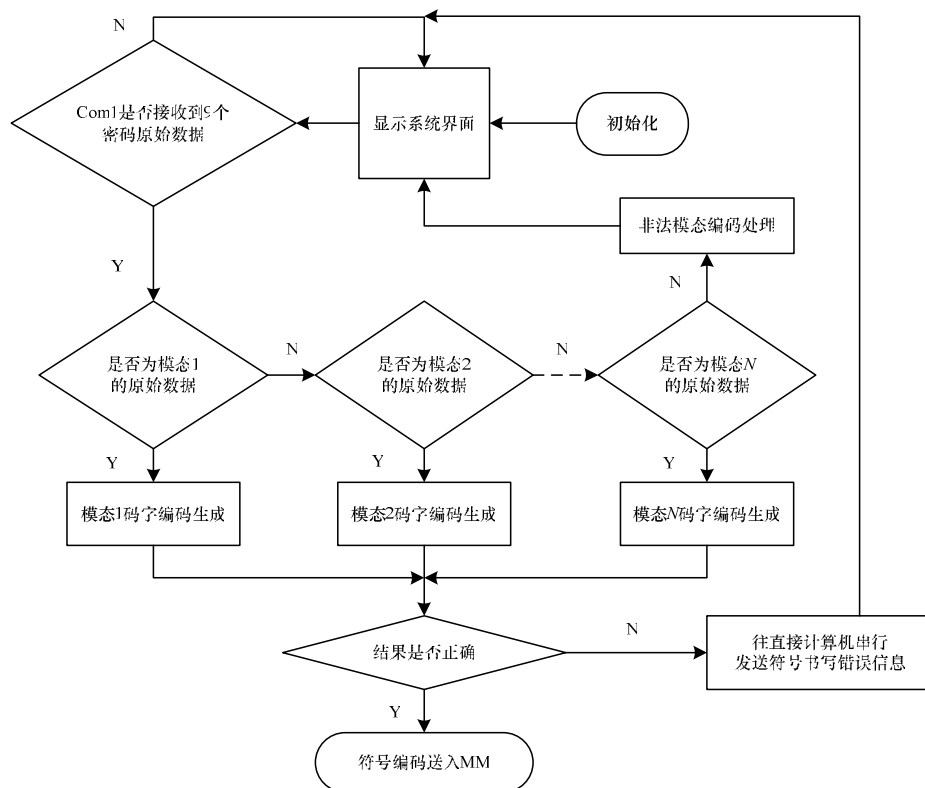 N
Com1是否接收到9个
密码原始数据
显示系统界面
初始化
非法模态编码处理
Y
N
是否为模态1
的原始数据
N
是否为模态2
的原始数据
N
是否为模态N
的原始数据
Y
Y
Y
模态1码字编码生成
模态2码字编码生成
模态N码字编码生成
结果是否正确
N
往直接计算机串行
发送符号书写错误信息
Y
符号编码送入MM